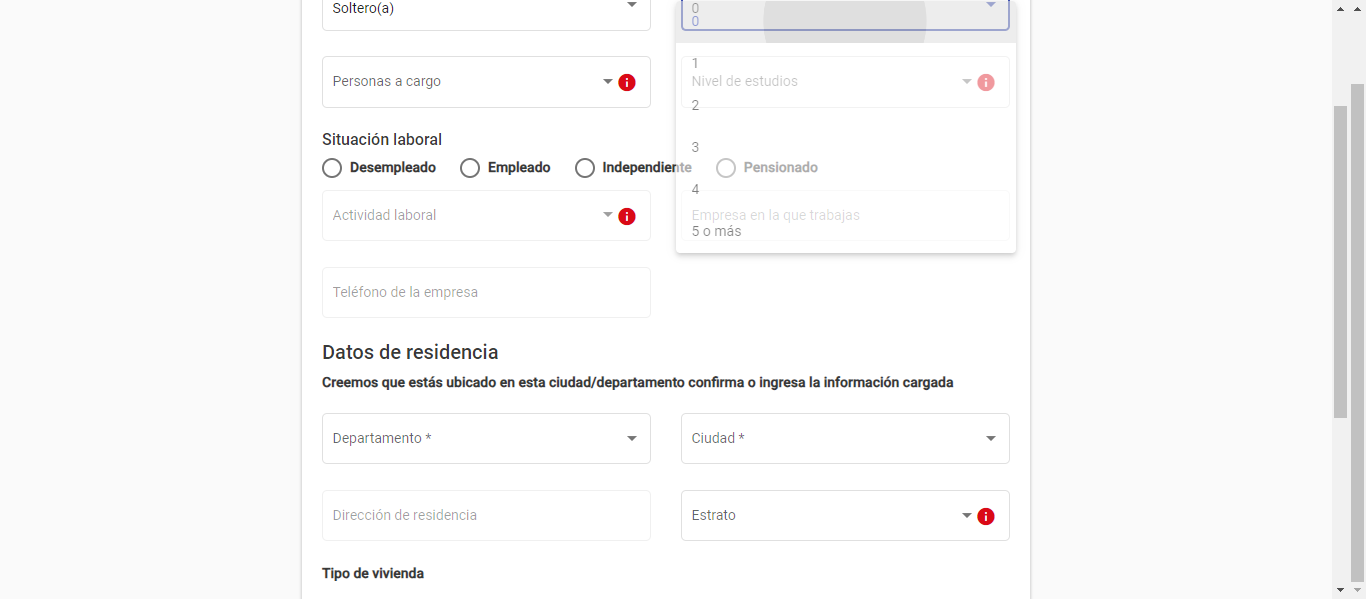 Soltero(a)
0
0
1
Personas a cargo
Nivel de estudios
2
Situación laboral
3
Desempleado
Empleado
Independiente
Pensionado
4
Actividad laboral
Empresa en la que trabajas
5 o más
Teléfono de la empresa
Datos de residencia
Creemos que estás ubicado en esta ciudad/departamento confirma o ingresa la información cargada
Departamento *
Ciudad *
Dirección de residencia
Estrato
Tipo de vivienda